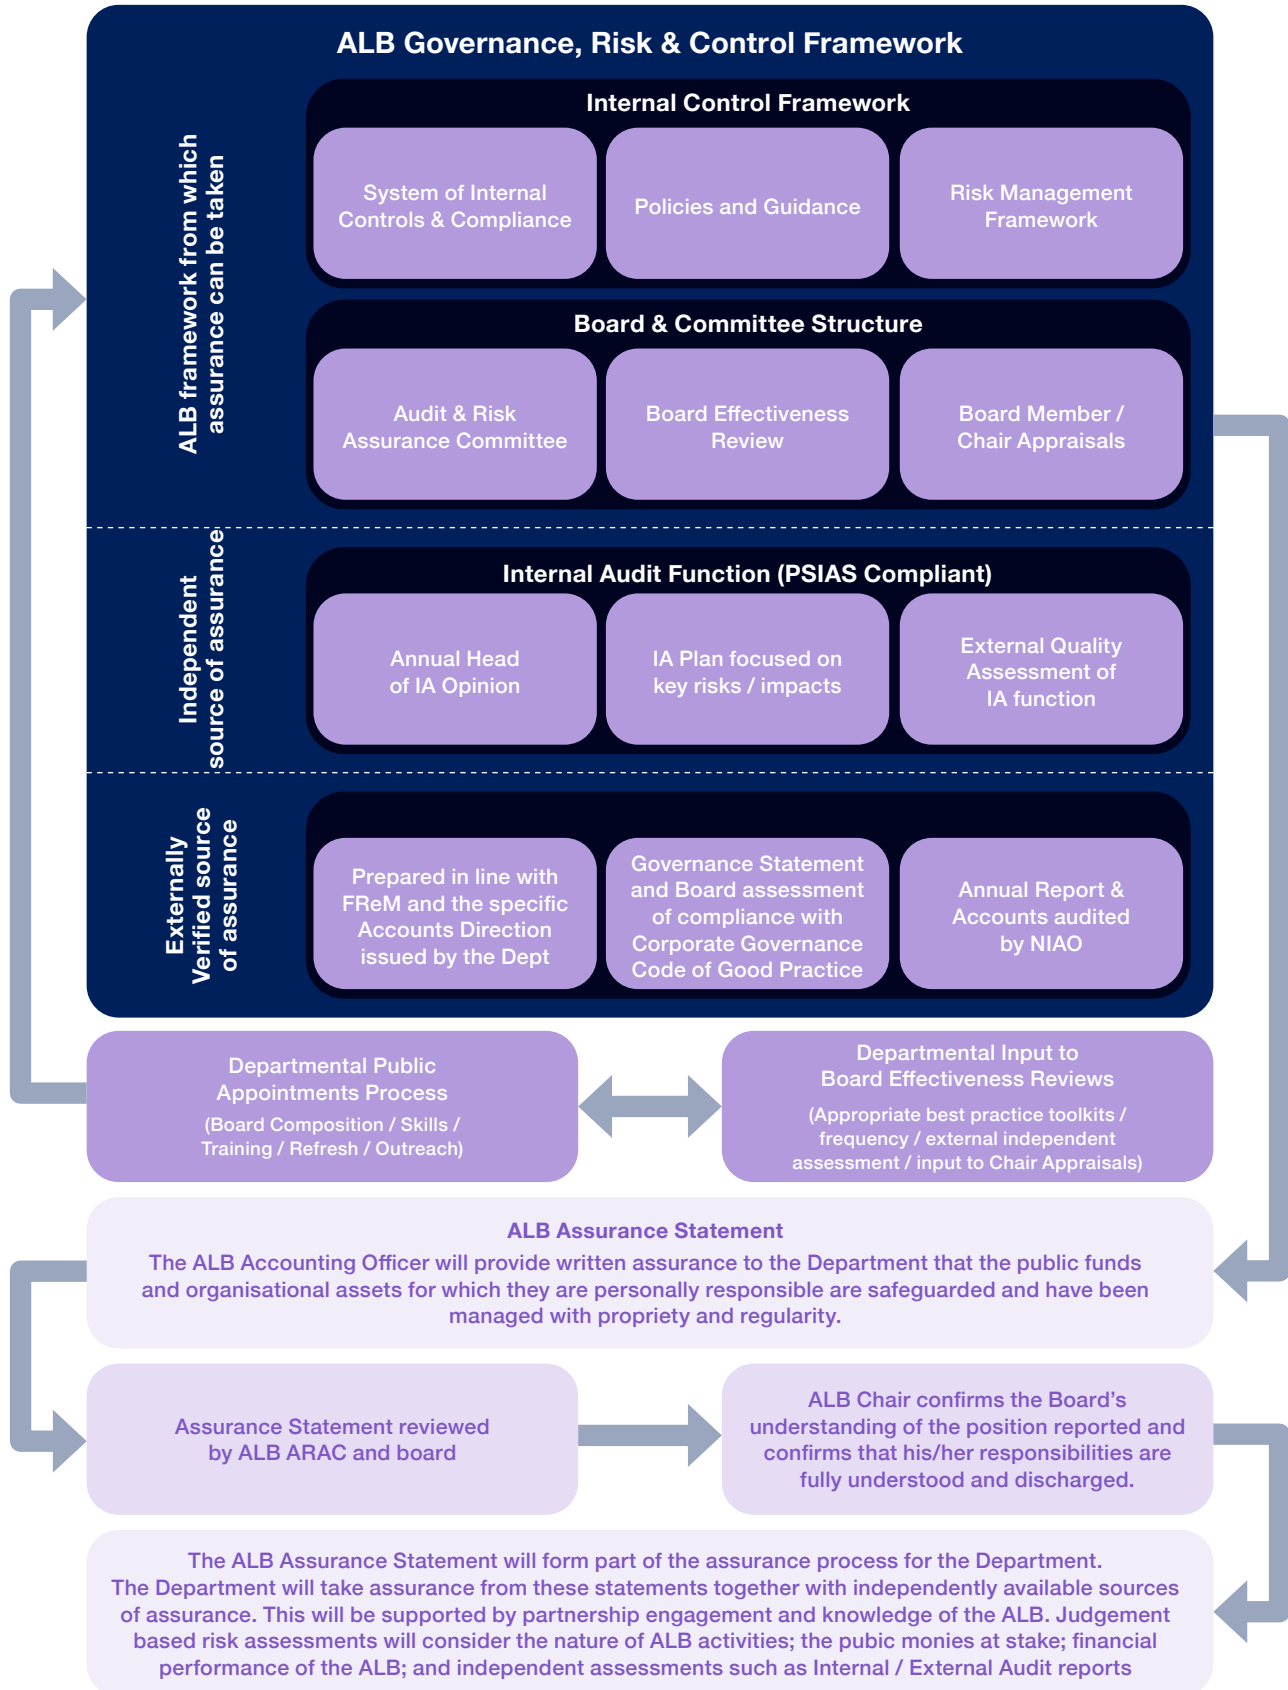 ALB Governance, Risk & Control Framework
ALB framework from which
assurance can be taken
Internal Control Framework
System of Internal
Controls & Compliance
Policies and Guidance
Risk Management
Framework
Board & Committee Structure
Audit & Risk
Assurance Committee
Board Effectiveness
Review
Board Member /
Chair Appraisals
Independent
source of assurance
Internal Audit Function (PSIAS Compliant)
Annual Head
of IA Opinion
IA Plan focused on
key risks / impacts
External Quality
Assessment of
IA function
Externally
Verified source
of assurance
Prepared in line with
FReM and the specific
Accounts Direction
issued by the Dept
Governance Statement
and Board assessment
of compliance with
Corporate Governance
Code of Good Practice
Annual Report &
Accounts audited
by NIAO
Departmental Public
Appointments Process
(Board Composition / Skills /
Training / Refresh / Outreach)
Departmental Input to
Board Effectiveness Reviews
(Appropriate best practice toolkits /
frequency / external independent
assessment / input to Chair Appraisals)
ALB Assurance Statement
The ALB Accounting Officer will provide written assurance to the Department that the public funds
and organisational assets for which they are personally responsible are safeguarded and have been
managed with propriety and regularity.
Assurance Statement reviewed
by ALB ARAC and board
ALB Chair confirms the Board’s
understanding of the position reported and
confirms that his/her responsibilities are
fully understood and discharged.
The ALB Assurance Statement will form part of the assurance process for the Department.
The Department will take assurance from these statements together with independently available sources
of assurance. This will be supported by partnership engagement and knowledge of the ALB. Judgement
based risk assessments will consider the nature of ALB activities; the pubic monies at stake; financial
performance of the ALB; and independent assessments such as Internal / External Audit reports